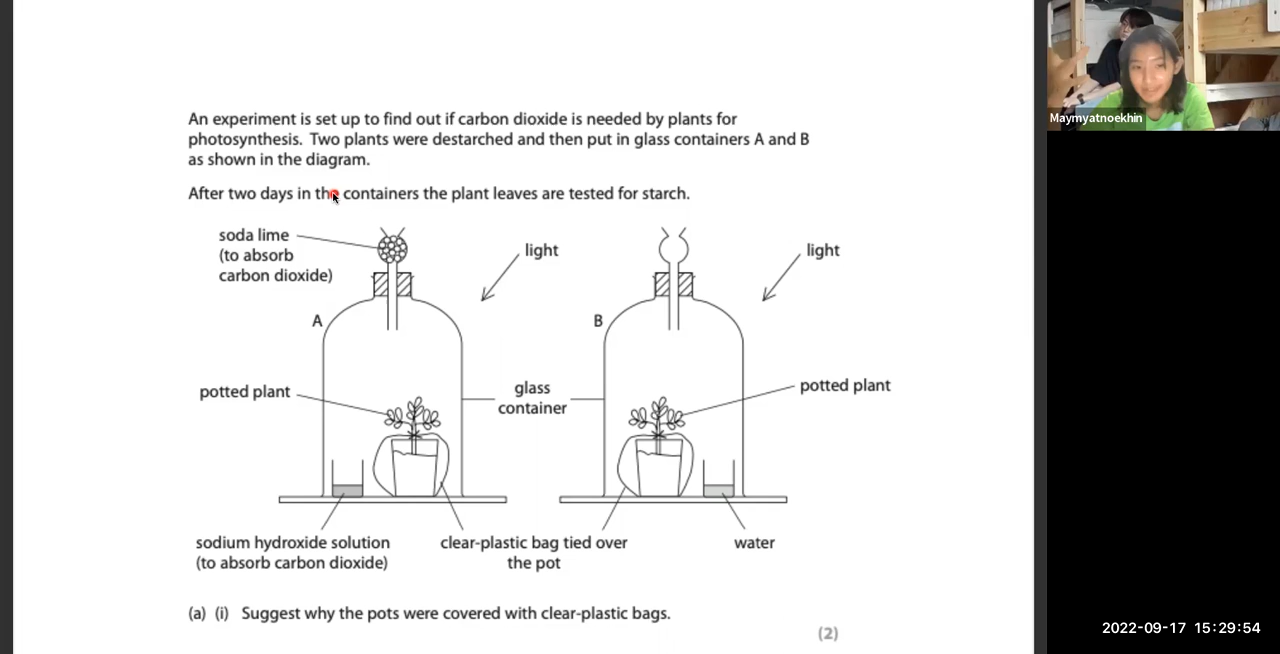 An experiment is set up to find out if carbon dioxide is needed by plants for
photosynthesis. Two plants were destarched and then put in glass containers A and B
as shown in the diagram.
After two days in the containers the plant leaves are tested for starch.
soda lime
(to absorb
carbon dioxide)
light
light
A
B
potted plant
glass
container
potted plant
sodium hydroxide solution
(to absorb carbon dioxide)
clear-plastic bag tied over
the pot
water
(a) (i) Suggest why the pots were covered with clear-plastic bags.
(2)
Maymyatnoekhin
2022-09-17 15:29:54